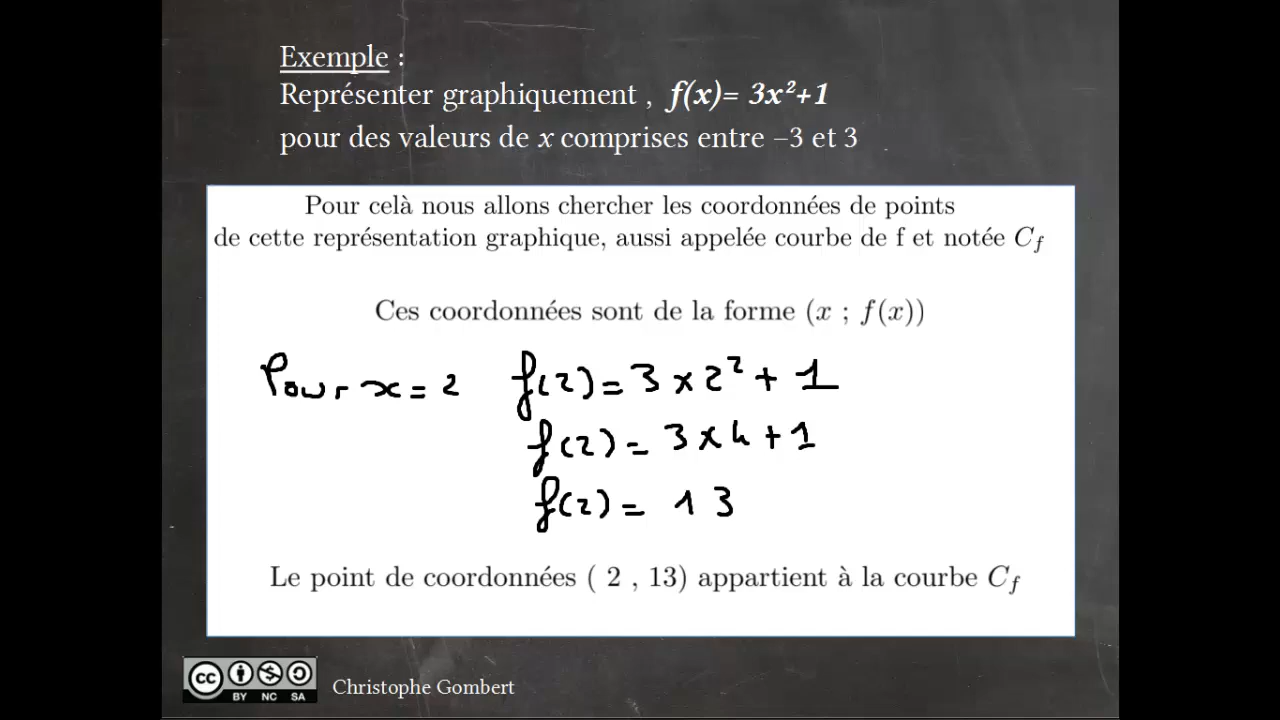 Exemple :
Représenter graphiquement , f(x)= 3x²+1
pour des valeurs de x comprises entre –3 et 3
Pour celà nous allons chercher les coordonnées de points
de cette représentation graphique, aussi appelée courbe de f et notée Cf
Ces coordonnées sont de la forme (x ; f(x))
Pour x = 2 f(2) = 3 × 2² + 1
f(2) = 3 × 4 + 1
f(2) = 13
Le point de coordonnées ( 2 , 13) appartient à la courbe Cf
cc BY NC SA
Christophe Gombert